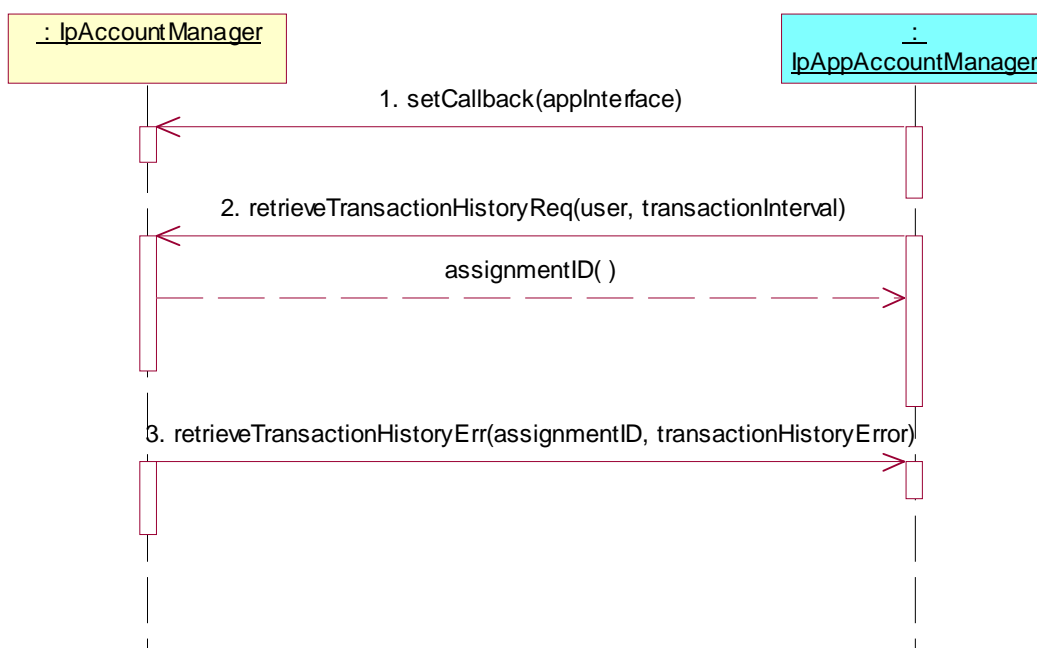 : IpAccountManager
:
IpAppAccountManager
1. setCallback(appInterface)
2. retrieveTransactionHistoryReq(user, transactionInterval)
assignmentID( )
3. retrieveTransactionHistoryErr(assignmentID, transactionHistoryError)